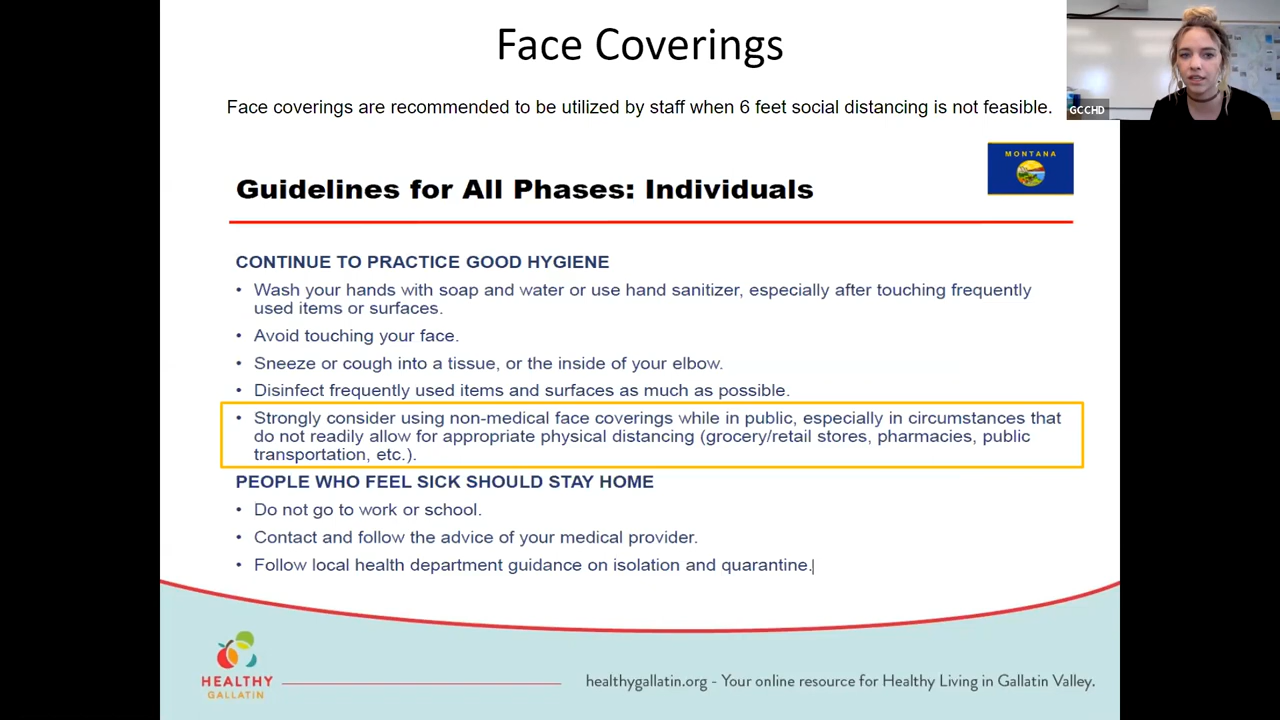 Face Coverings
GCCHD
Face coverings are recommended to be utilized by staff when 6 feet social distancing is not feasible.
MONTANA
Guidelines for All Phases: Individuals
CONTINUE TO PRACTICE GOOD HYGIENE
• Wash your hands with soap and water or use hand sanitizer, especially after touching frequently
used items or surfaces.
• Avoid touching your face.
• Sneeze or cough into a tissue, or the inside of your elbow.
• Disinfect frequently used items and surfaces as much as possible.
• Strongly consider using non-medical face coverings while in public, especially in circumstances that
do not readily allow for appropriate physical distancing (grocery/retail stores, pharmacies, public
transportation, etc.).
PEOPLE WHO FEEL SICK SHOULD STAY HOME
• Do not go to work or school.
• Contact and follow the advice of your medical provider.
• Follow local health department guidance on isolation and quarantine.
HEALTHY
GALLATIN
healthygallatin.org - Your online resource for Healthy Living in Gallatin Valley.